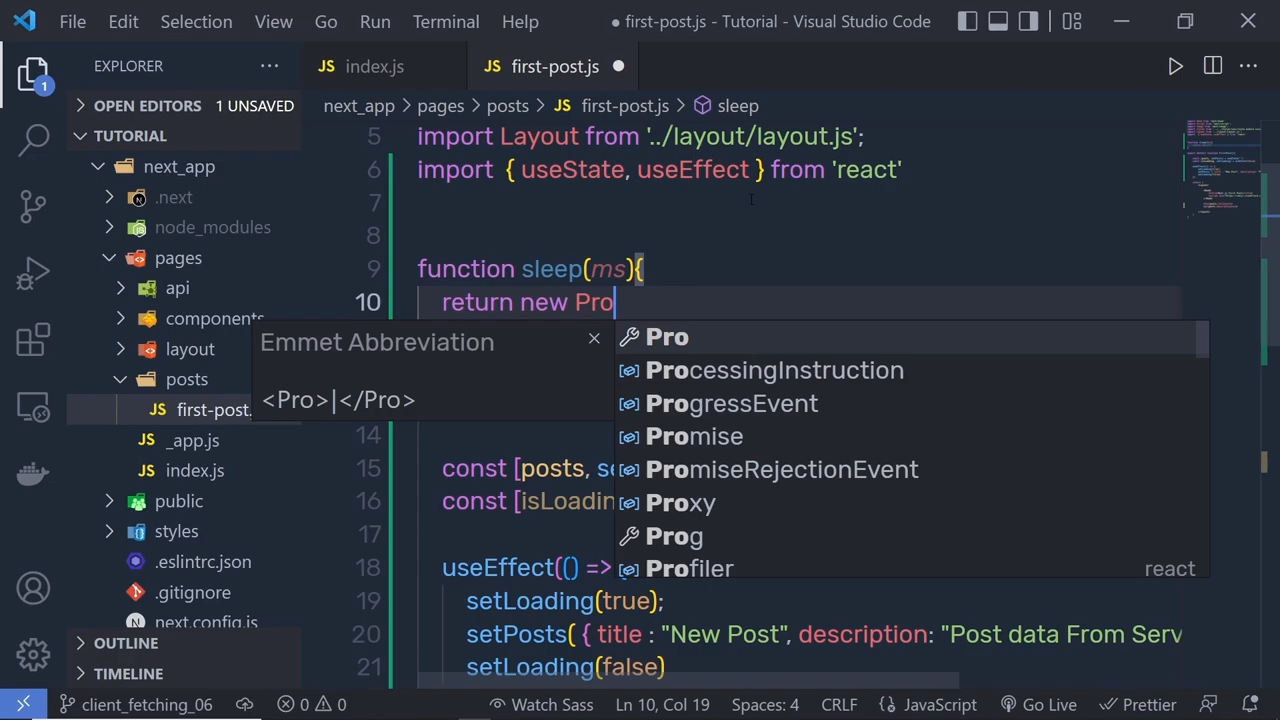 File Edit Selection View Go Run Terminal Help
● first-post.js - Tutorial - Visual Studio Code
EXPLORER
index.js
first-post.js
1
OPEN EDITORS 1 UNSAVED
next_app > pages > posts > JS first-post.js > sleep
TUTORIAL
next_app
.next
node_modules
pages
api
components
layout
posts
JS first-post.
JS _app.js
JS index.js
public
styles
.eslintrc.json
.gitignore
next.config.js
OUTLINE
TIMELINE
5 import Layout from '../layout/layout.js';
6 import { useState, useEffect } from 'react'
7
8
9 function sleep(ms){
10 return new Pro
Emmet Abbreviation
<Pro>|</Pro>
Pro
ProcessingInstruction
ProgressEvent
Promise
PromiseRejectionEvent
Proxy
Prog
Profiler react
14
15 const [posts, se
16 const [isLoadin
17
18 useEffect(() => {
19 setLoading(true);
20 setPosts( { title : "New Post", description: "Post data From Serv
21 setLoading(false)
client_fetching_06 0 0 Watch Sass Ln 10, Col 19 Spaces: 4 CRLF {} JavaScript Go Live Prettier